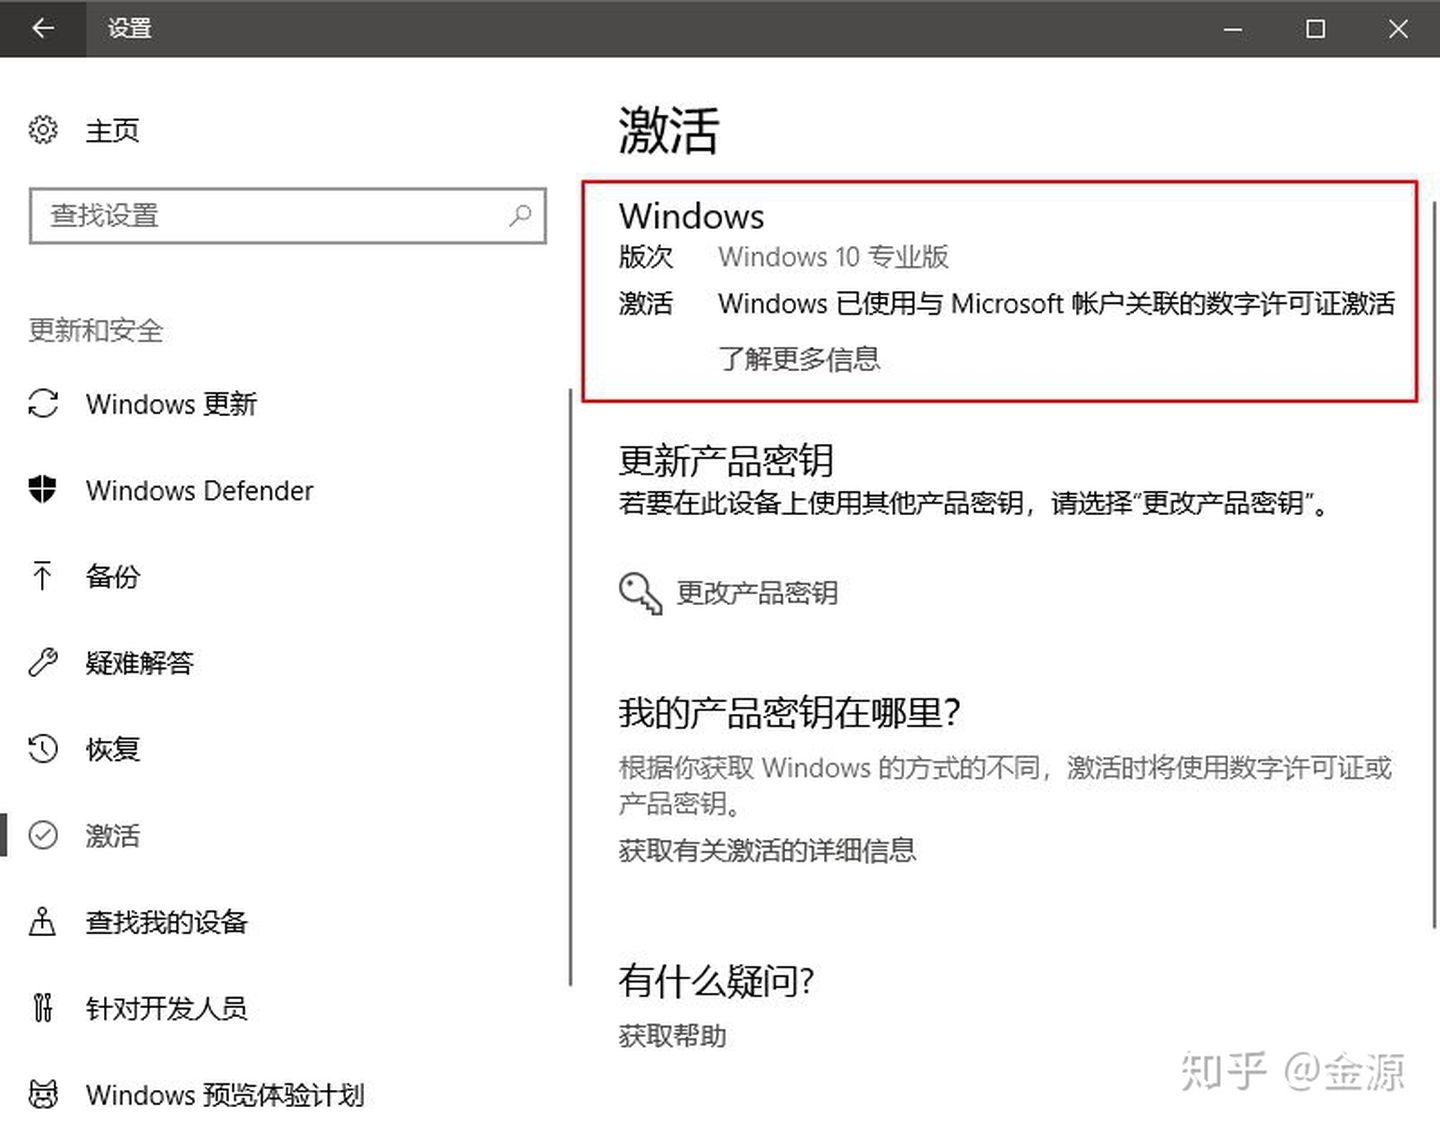 设置
主页
查找设置
更新和安全
Windows 更新
Windows Defender
备份
疑难解答
恢复
激活
查找我的设备
针对开发人员
Windows 预览体验计划
激活
Windows
版次 Windows 10 专业版
激活 Windows 已使用与 Microsoft 帐户关联的数字许可证激活
了解更多信息
更新产品密钥
若要在此设备上使用其他产品密钥，请选择“更改产品密钥”。
更改产品密钥
我的产品密钥在哪里？
根据你获取 Windows 的方式的不同，激活时将使用数字许可证或
产品密钥。
获取有关激活的详细信息
有什么疑问？
获取帮助
知乎 @金源